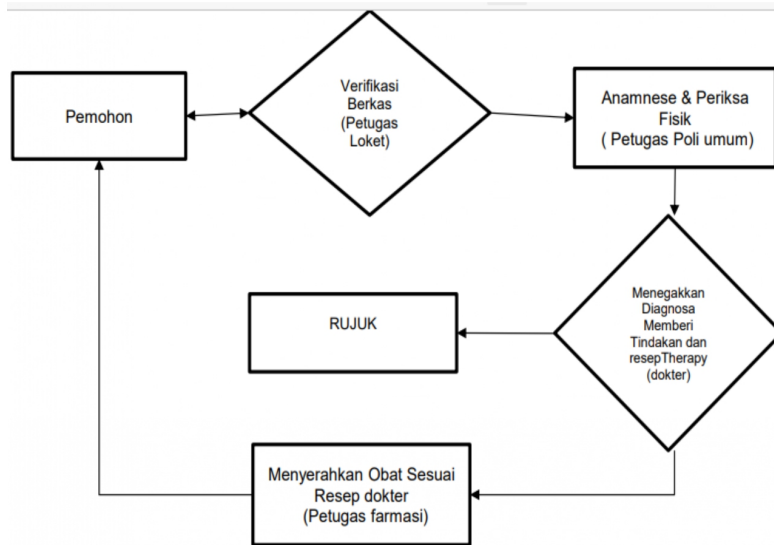 Pemohon
Verifikasi
Berkas
(Petugas
Loket)
Anamnese & Periksa
Fisik
( Petugas Poli umum)
Menegakkan
Diagnosa
Memberi
Tindakan dan
resepTherapy
(dokter)
RUJUK
Menyerahkan Obat Sesuai
Resep dokter
(Petugas farmasi)